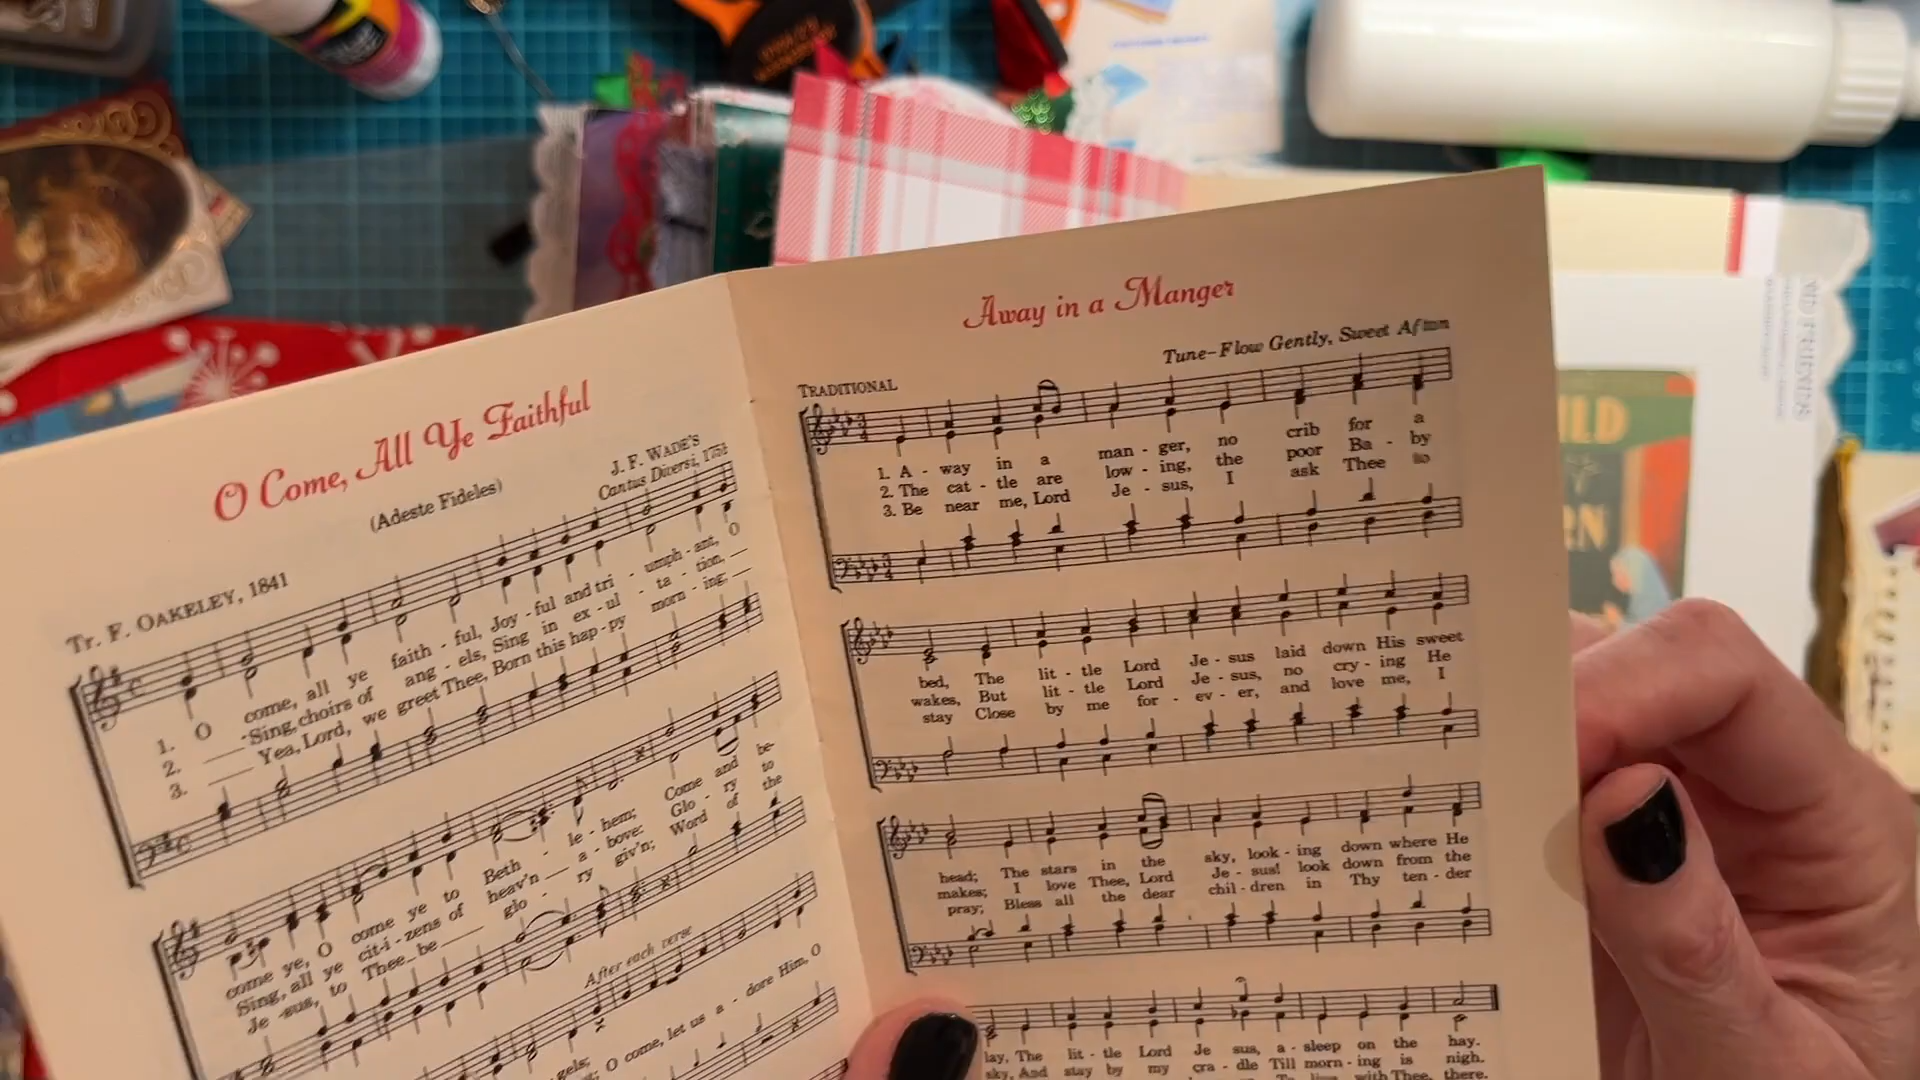 O Come, All Ye Faithful
(Adeste Fideles)
J. F. WADE'S
Cantus Diversi, 1751
Tr. F. OAKELEY, 1841
1. O come, all ye faith - ful, Joy - ful and tri - umph - ant, O
2. Sing, choirs of ang - els, Sing in ex - ul - ta - tion,
3. Yea, Lord, we greet Thee, Born this hap - py morn - ing;
come ye, O come ye to Beth - le - hem; Come and be-
Sing, all ye cit-i - zens of heav'n a - bove: Glo - ry to
Je - sus, to Thee be glo - ry giv'n; Word of the
After each verse
O come, let us a - dore Him, O
Away in a Manger
Tune-Flow Gently, Sweet Afton
TRADITIONAL
1. A - way in a man - ger, no crib for a
2. The cat - tle are low - ing, the poor Ba - by
3. Be near me, Lord Je - sus, I ask Thee to
bed, The lit - tle Lord Je - sus laid down His sweet
wakes, But lit - tle Lord Je - sus, no cry - ing He
stay Close by me for - ev - er, and love me, I
head; The stars in the sky, look - ing down where He
makes; I love Thee, Lord Je - sus! look down from the
pray; Bless all the dear chil - dren in Thy ten - der
lay, The lit - tle Lord Je sus, a - sleep on the hay.
sky, And stay by my cra - dle Till morn - ing is nigh.
with Thee there.